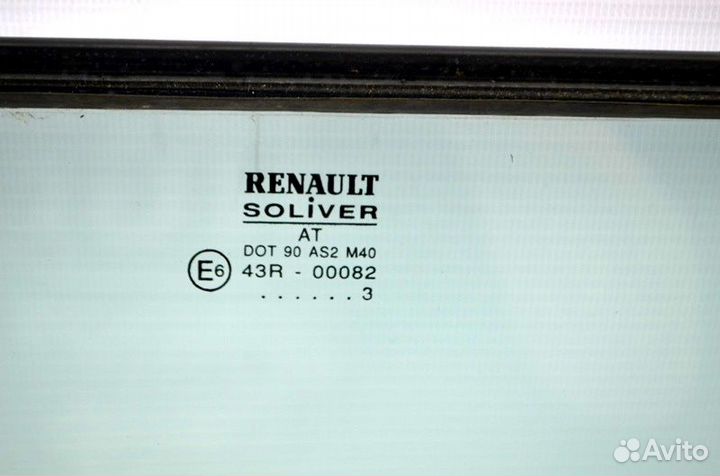 RENAULT
SOLiVER
AT
DOT 90 AS2 M40
E6 43R - 00082
. . . . . . 3
Avito